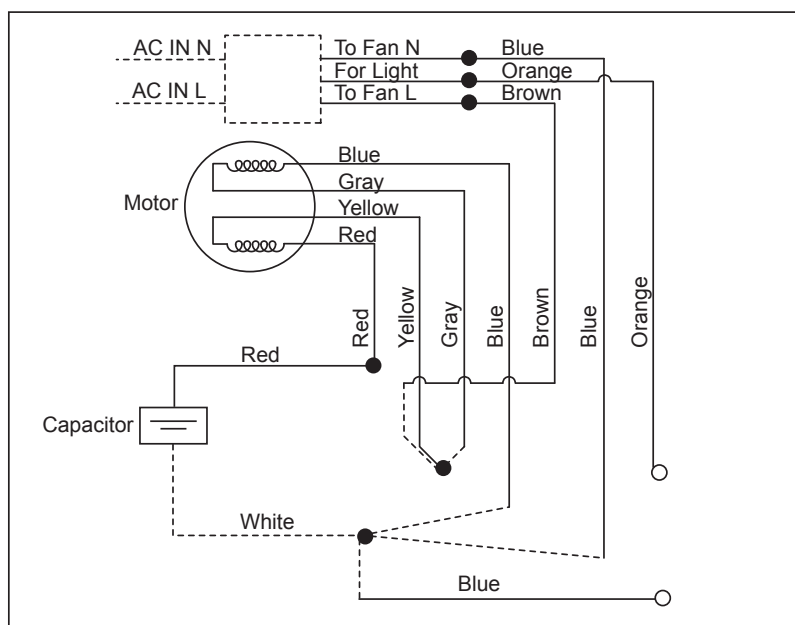 AC IN N To Fan N Blue
For Light Orange
AC IN L To Fan L Brown
Blue
Gray
Motor
Yellow
Red
Red
Yellow
Gray
Blue
Brown
Blue
Orange
Red
Capacitor
White
Blue